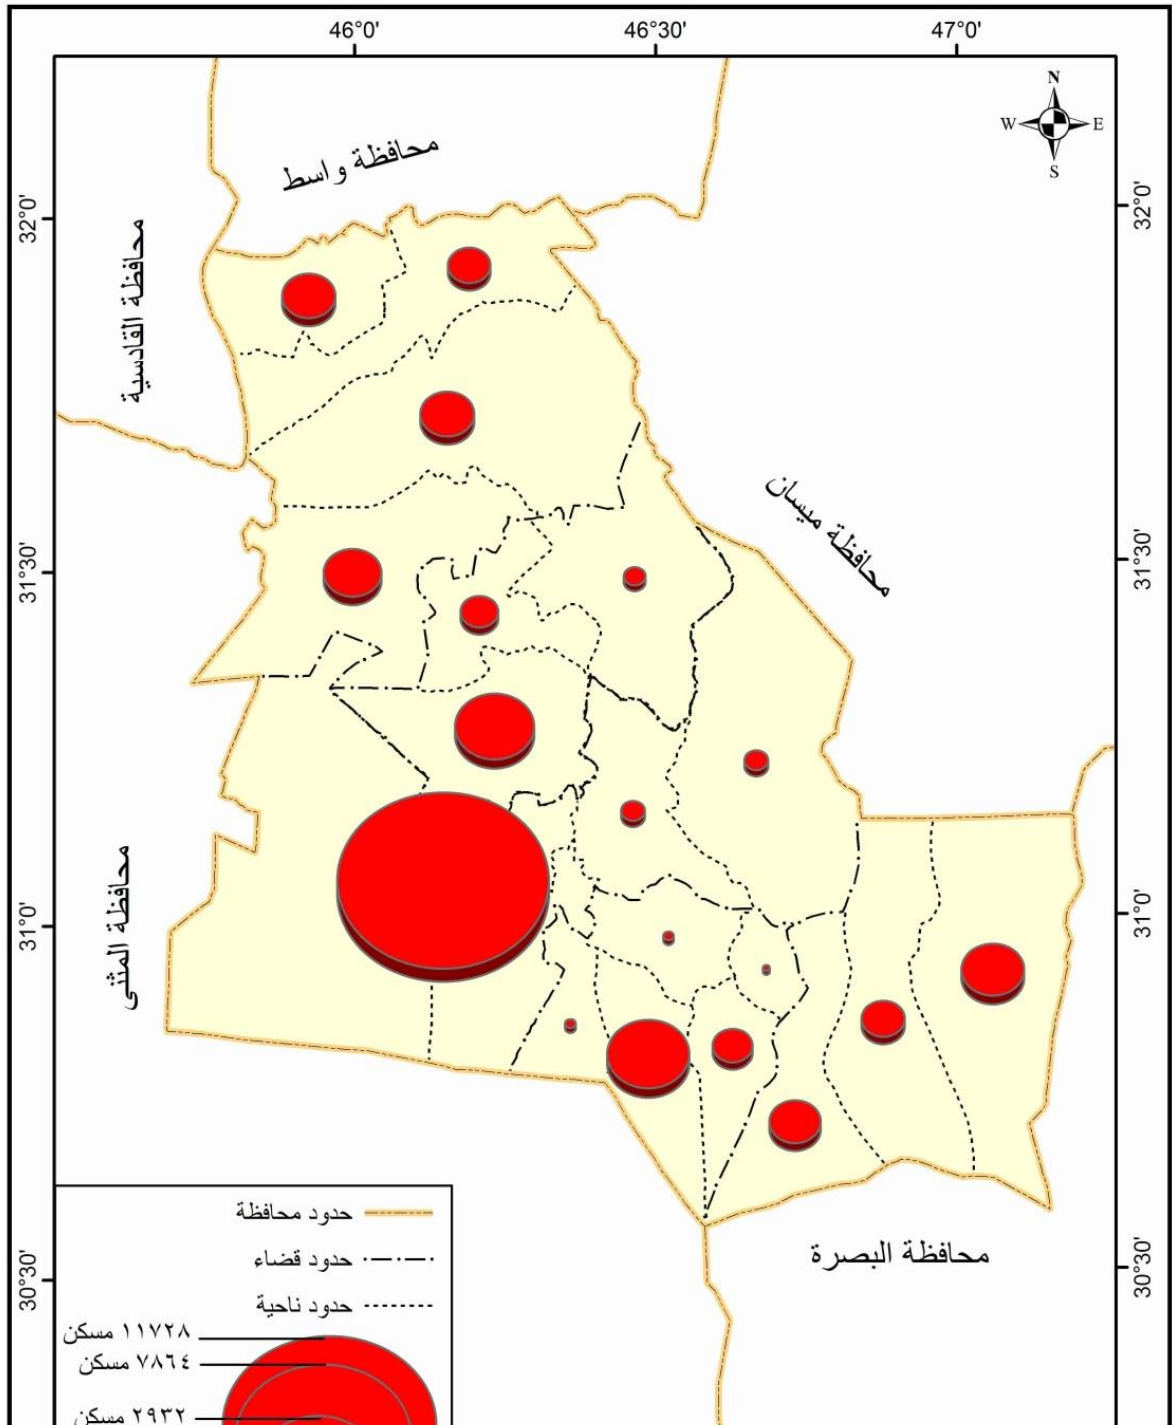 46°0' 46°30' 47°0'
N
W E
S
محافظة واسط
32°0' 32°0'
محافظة القادسية
محافظة ميسان
31°30' 31°30'
محافظة المثنى
31°0' 31°0'
محافظة البصرة
30°30' 30°30'
حدود محافظة
حدود قضاء
حدود ناحية
١١٧٢٨ مسكن
٧٨٦٤ مسكن
٢٩٣٢ مسكن